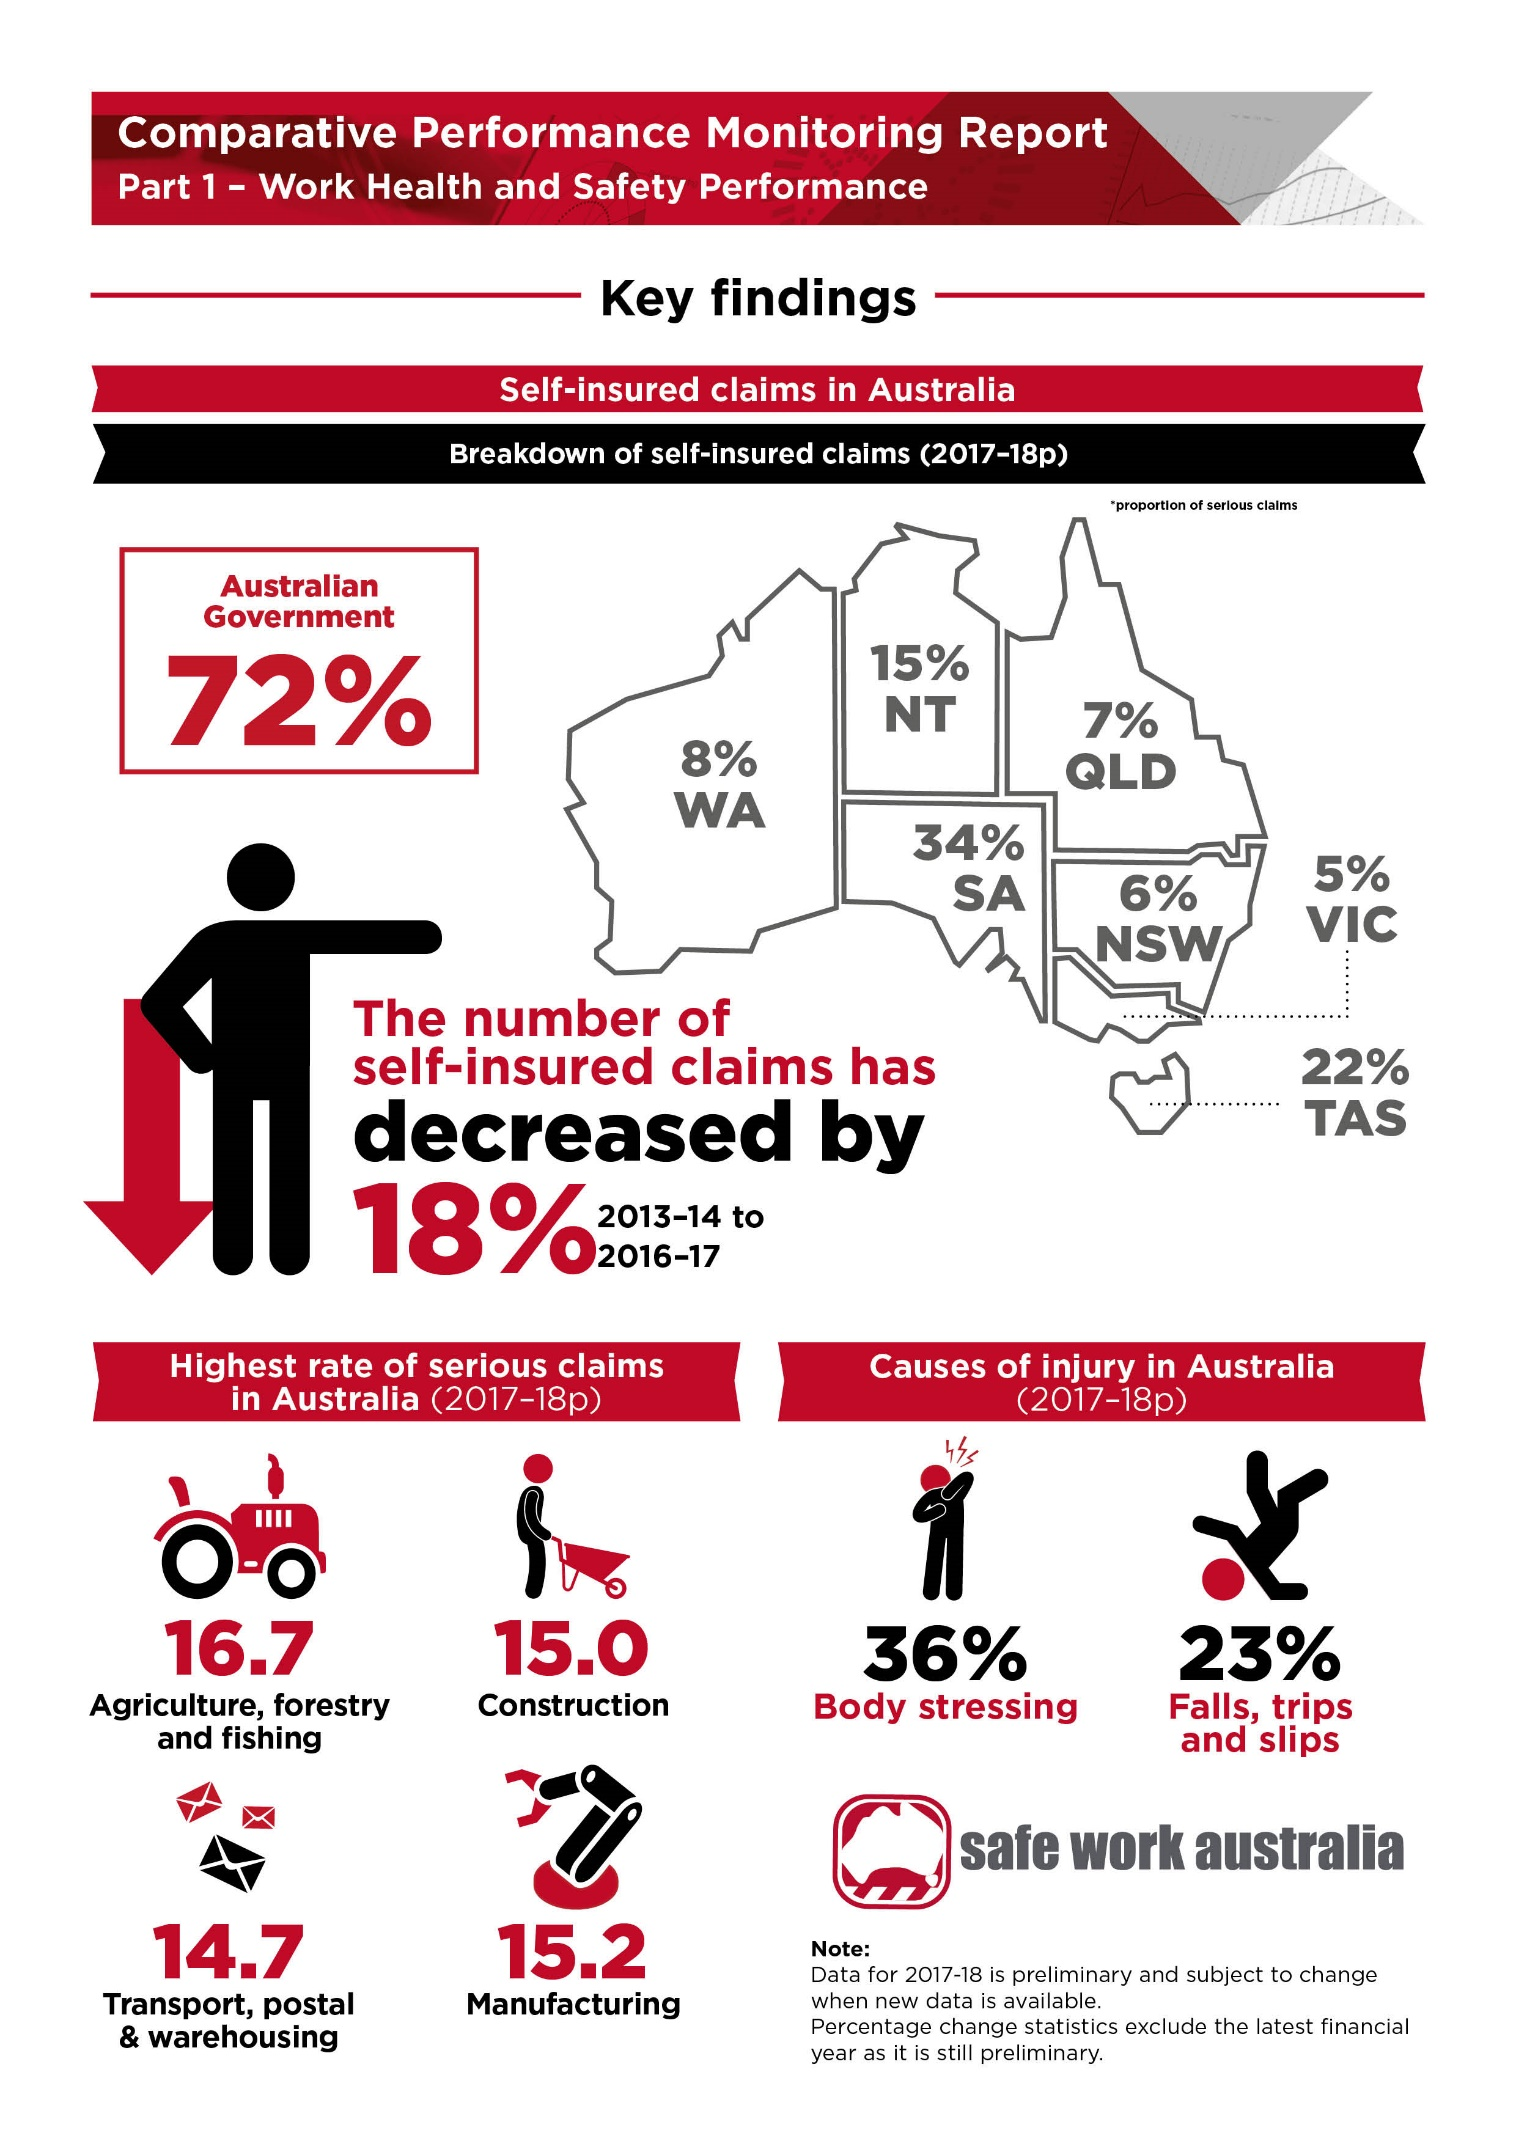 Comparative Performance Monitoring Report
Part 1 – Work Health and Safety Performance
Key findings
Self-insured claims in Australia
Breakdown of self-insured claims (2017–18p)
*proportion of serious claims
Australian
Government
72%
15%
NT
7%
QLD
8%
WA
34%
SA
6%
NSW
5%
VIC
22%
TAS
The number of
self-insured claims has
decreased by
18% 2013–14 to
2016–17
Highest rate of serious claims
in Australia (2017–18p)
16.7
Agriculture, forestry
and fishing
15.0
Construction
14.7
Transport, postal
& warehousing
15.2
Manufacturing
Causes of injury in Australia
(2017–18p)
36%
Body stressing
23%
Falls, trips
and slips
safe work australia
Note:
Data for 2017-18 is preliminary and subject to change
when new data is available.
Percentage change statistics exclude the latest financial
year as it is still preliminary.